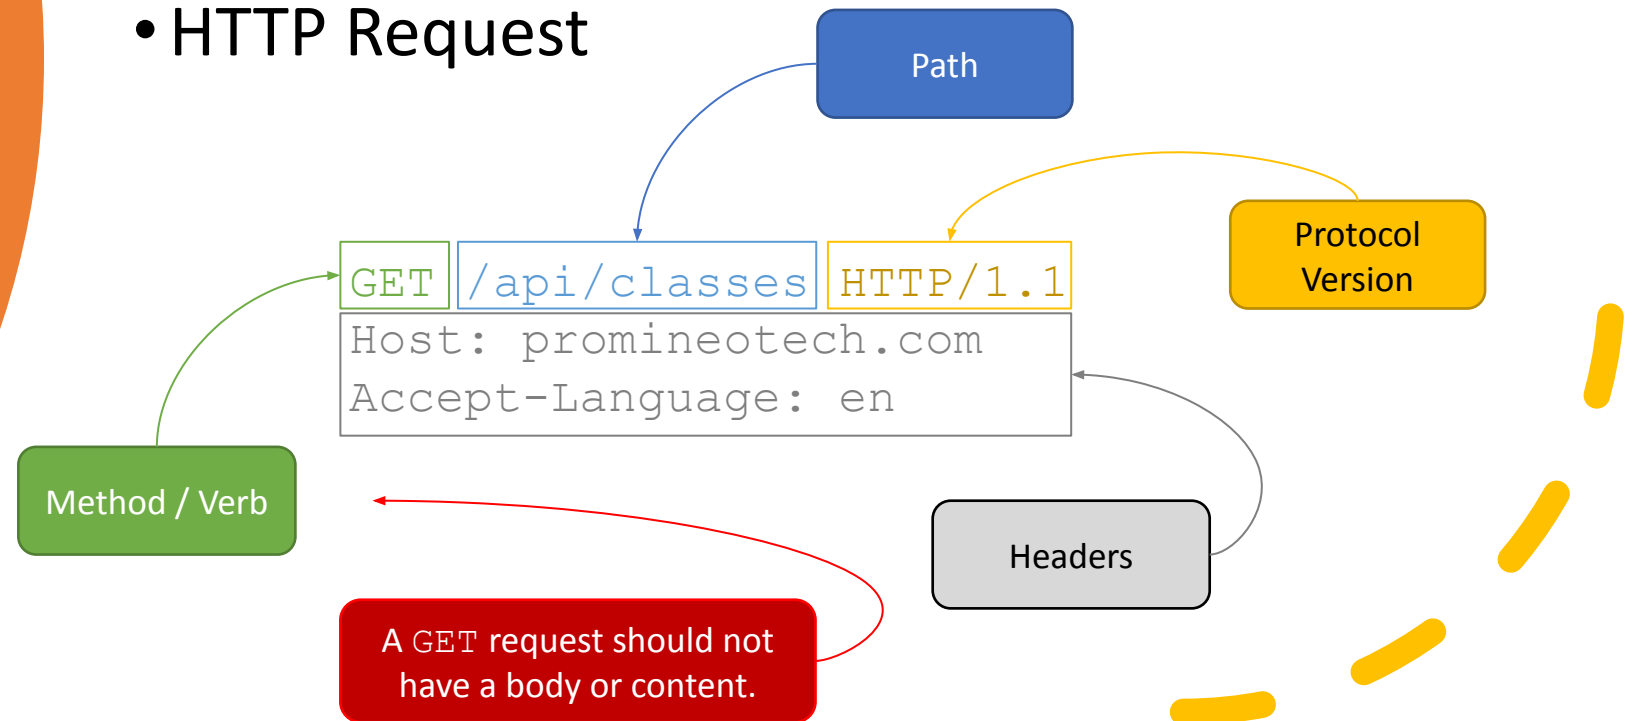 • HTTP Request
Path
Protocol
Version
GET /api/classes HTTP/1.1
Host: promineotech.com
Accept-Language: en
Method / Verb
Headers
A GET request should not
have a body or content.